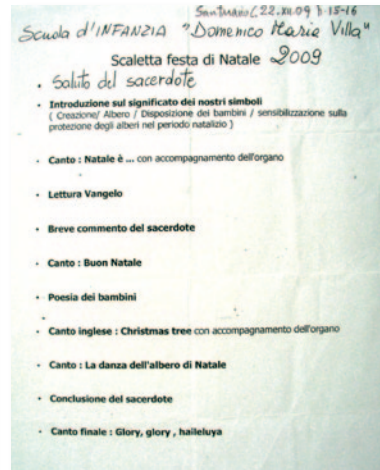 Santuario (22.XII.09 h. 15-16
Scuola d'INFANZIA "Domenico Maria Villa"
Scaletta festa di Natale 2009
• Saluto del sacerdote
• Introduzione sul significato dei nostri simboli
( Creazione/ Albero / Disposizione dei bambini / sensibilizzazione sulla
protezione degli alberi nel periodo natalizio )
• Canto : Natale è ... con accompagnamento dell'organo
• Lettura Vangelo
• Breve commento del sacerdote
• Canto : Buon Natale
• Poesia dei bambini
• Canto inglese : Christmas tree con accompagnamento dell'organo
• Canto : La danza dell'albero di Natale
• Conclusione del sacerdote
• Canto finale : Glory, glory , haileluya